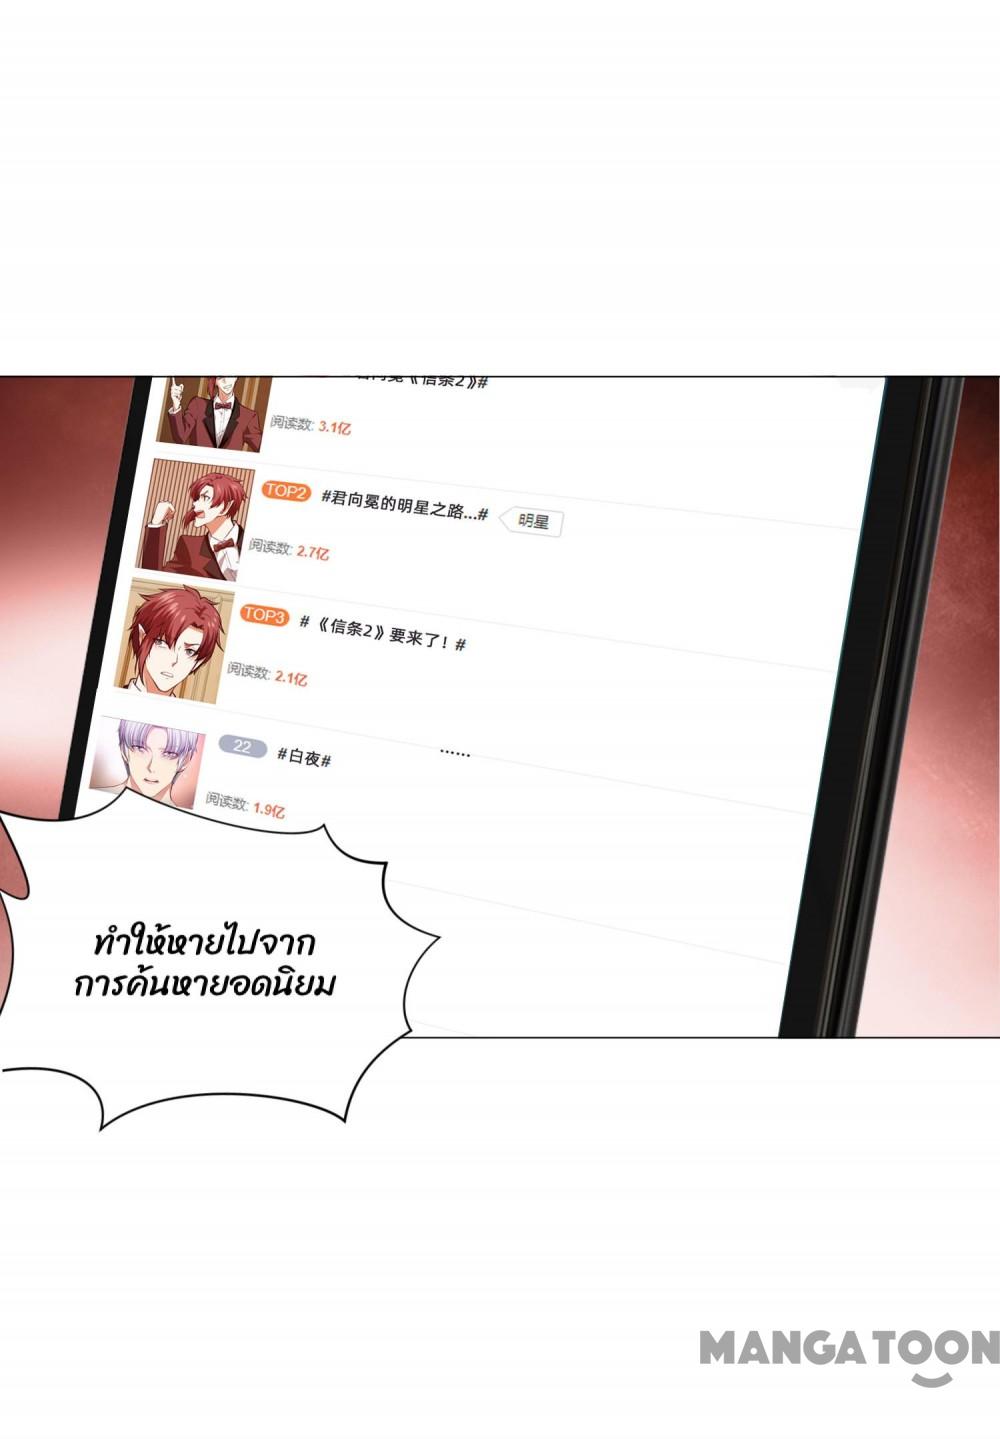 《信条2》#
阅读数: 3.1亿
TOP2 #君向冕的明星之路...# 明星
阅读数: 2.7亿
TOP3 #《信条2》要来了！#
阅读数: 2.1亿
22 #白夜# ......
阅读数: 1.9亿
ทำให้หายไปจาก
การค้นหายอดนิยม
MANGATOON